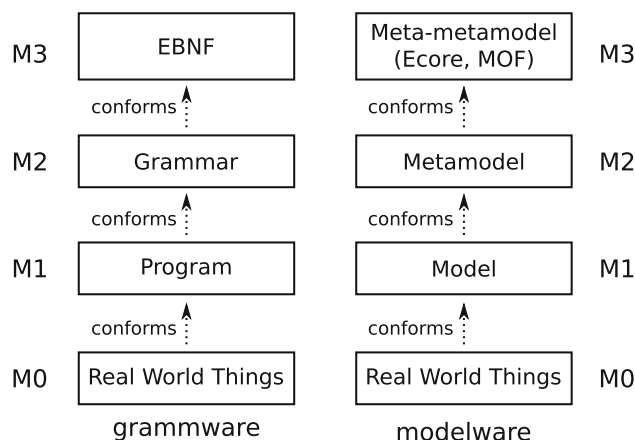 M3
EBNF
Meta-metamodel
(Ecore, MOF)
M3
conforms
conforms
M2
Grammar
Metamodel
M2
conforms
conforms
M1
Program
Model
M1
conforms
conforms
M0
Real World Things
Real World Things
M0
grammware
modelware